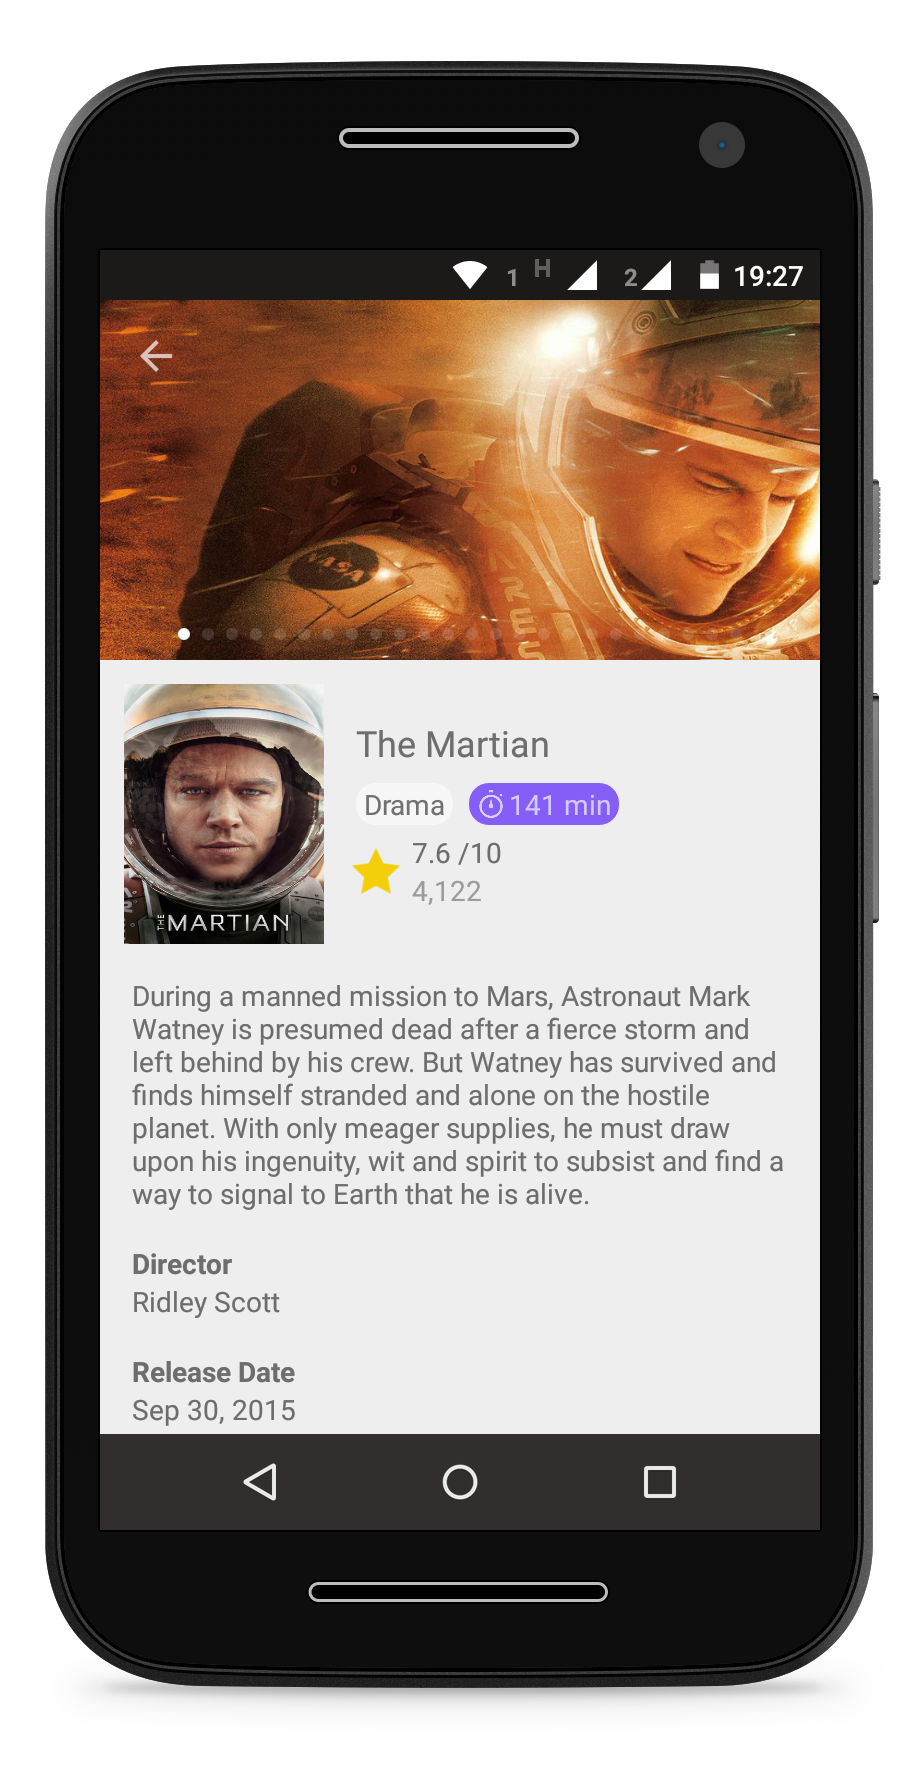 1 H 2 19:27
NASA
ARES
The Martian
Drama 141 min
7.6 /10
4,122
THE MARTIAN
During a manned mission to Mars, Astronaut Mark
Watney is presumed dead after a fierce storm and
left behind by his crew. But Watney has survived and
finds himself stranded and alone on the hostile
planet. With only meager supplies, he must draw
upon his ingenuity, wit and spirit to subsist and find a
way to signal to Earth that he is alive.
Director
Ridley Scott
Release Date
Sep 30, 2015